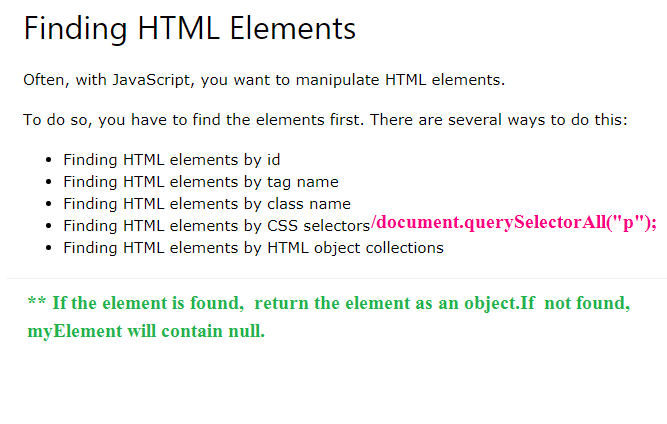 Finding HTML Elements
Often, with JavaScript, you want to manipulate HTML elements.
To do so, you have to find the elements first. There are several ways to do this:
• Finding HTML elements by id
• Finding HTML elements by tag name
• Finding HTML elements by class name
• Finding HTML elements by CSS selectors/document.querySelectorAll("p");
• Finding HTML elements by HTML object collections
** If the element is found,  return the element as an object.If  not found,
myElement will contain null.